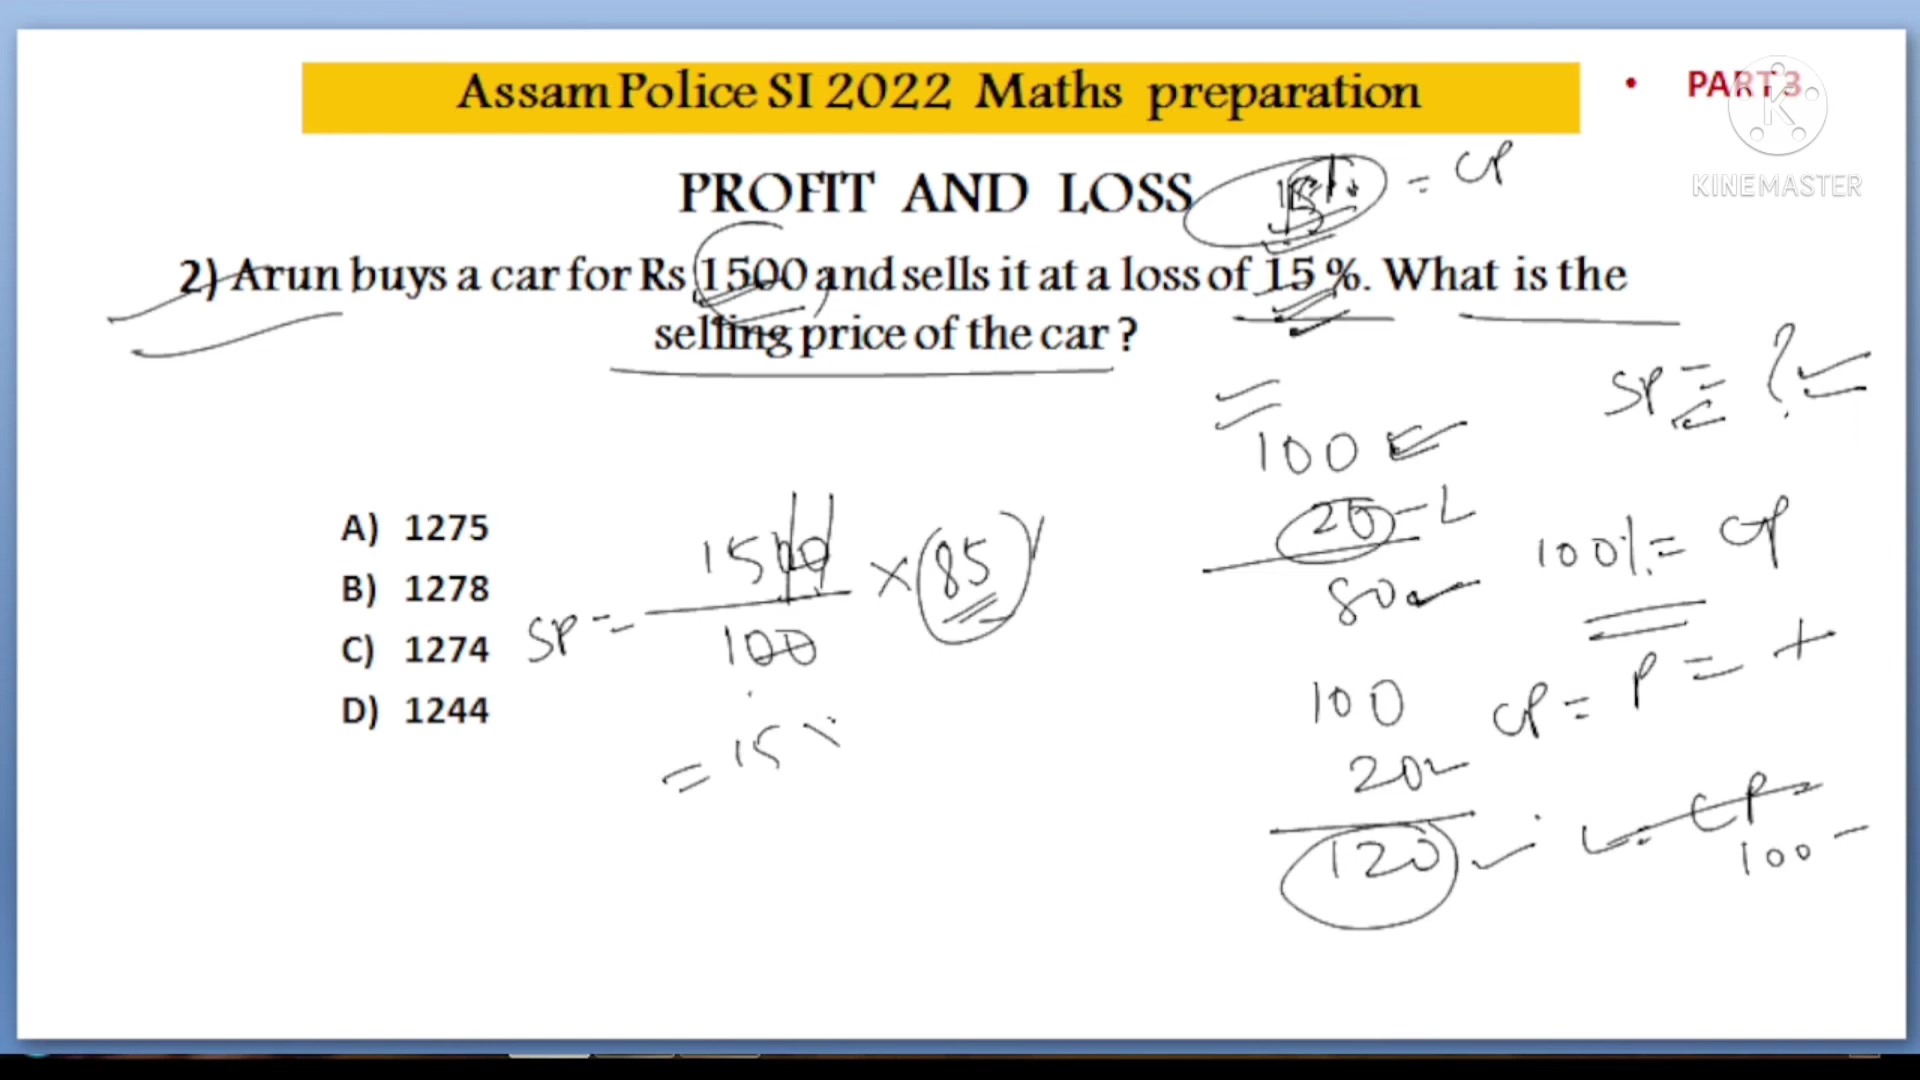 Assam Police SI 2022 Maths preparation
• PART 3
KINEMASTER
PROFIT AND LOSS
15% = CP
2) Arun buys a car for Rs 1500 and sells it at a loss of 15 %. What is the
selling price of the car ?
SP = ?
100
20 - L
80
100% = CP
A) 1275
B) 1278
C) 1274
D) 1244
SP = 1500 × 85
100
= 15 ×
P = +
100 CP =
20
120
CP
100 -